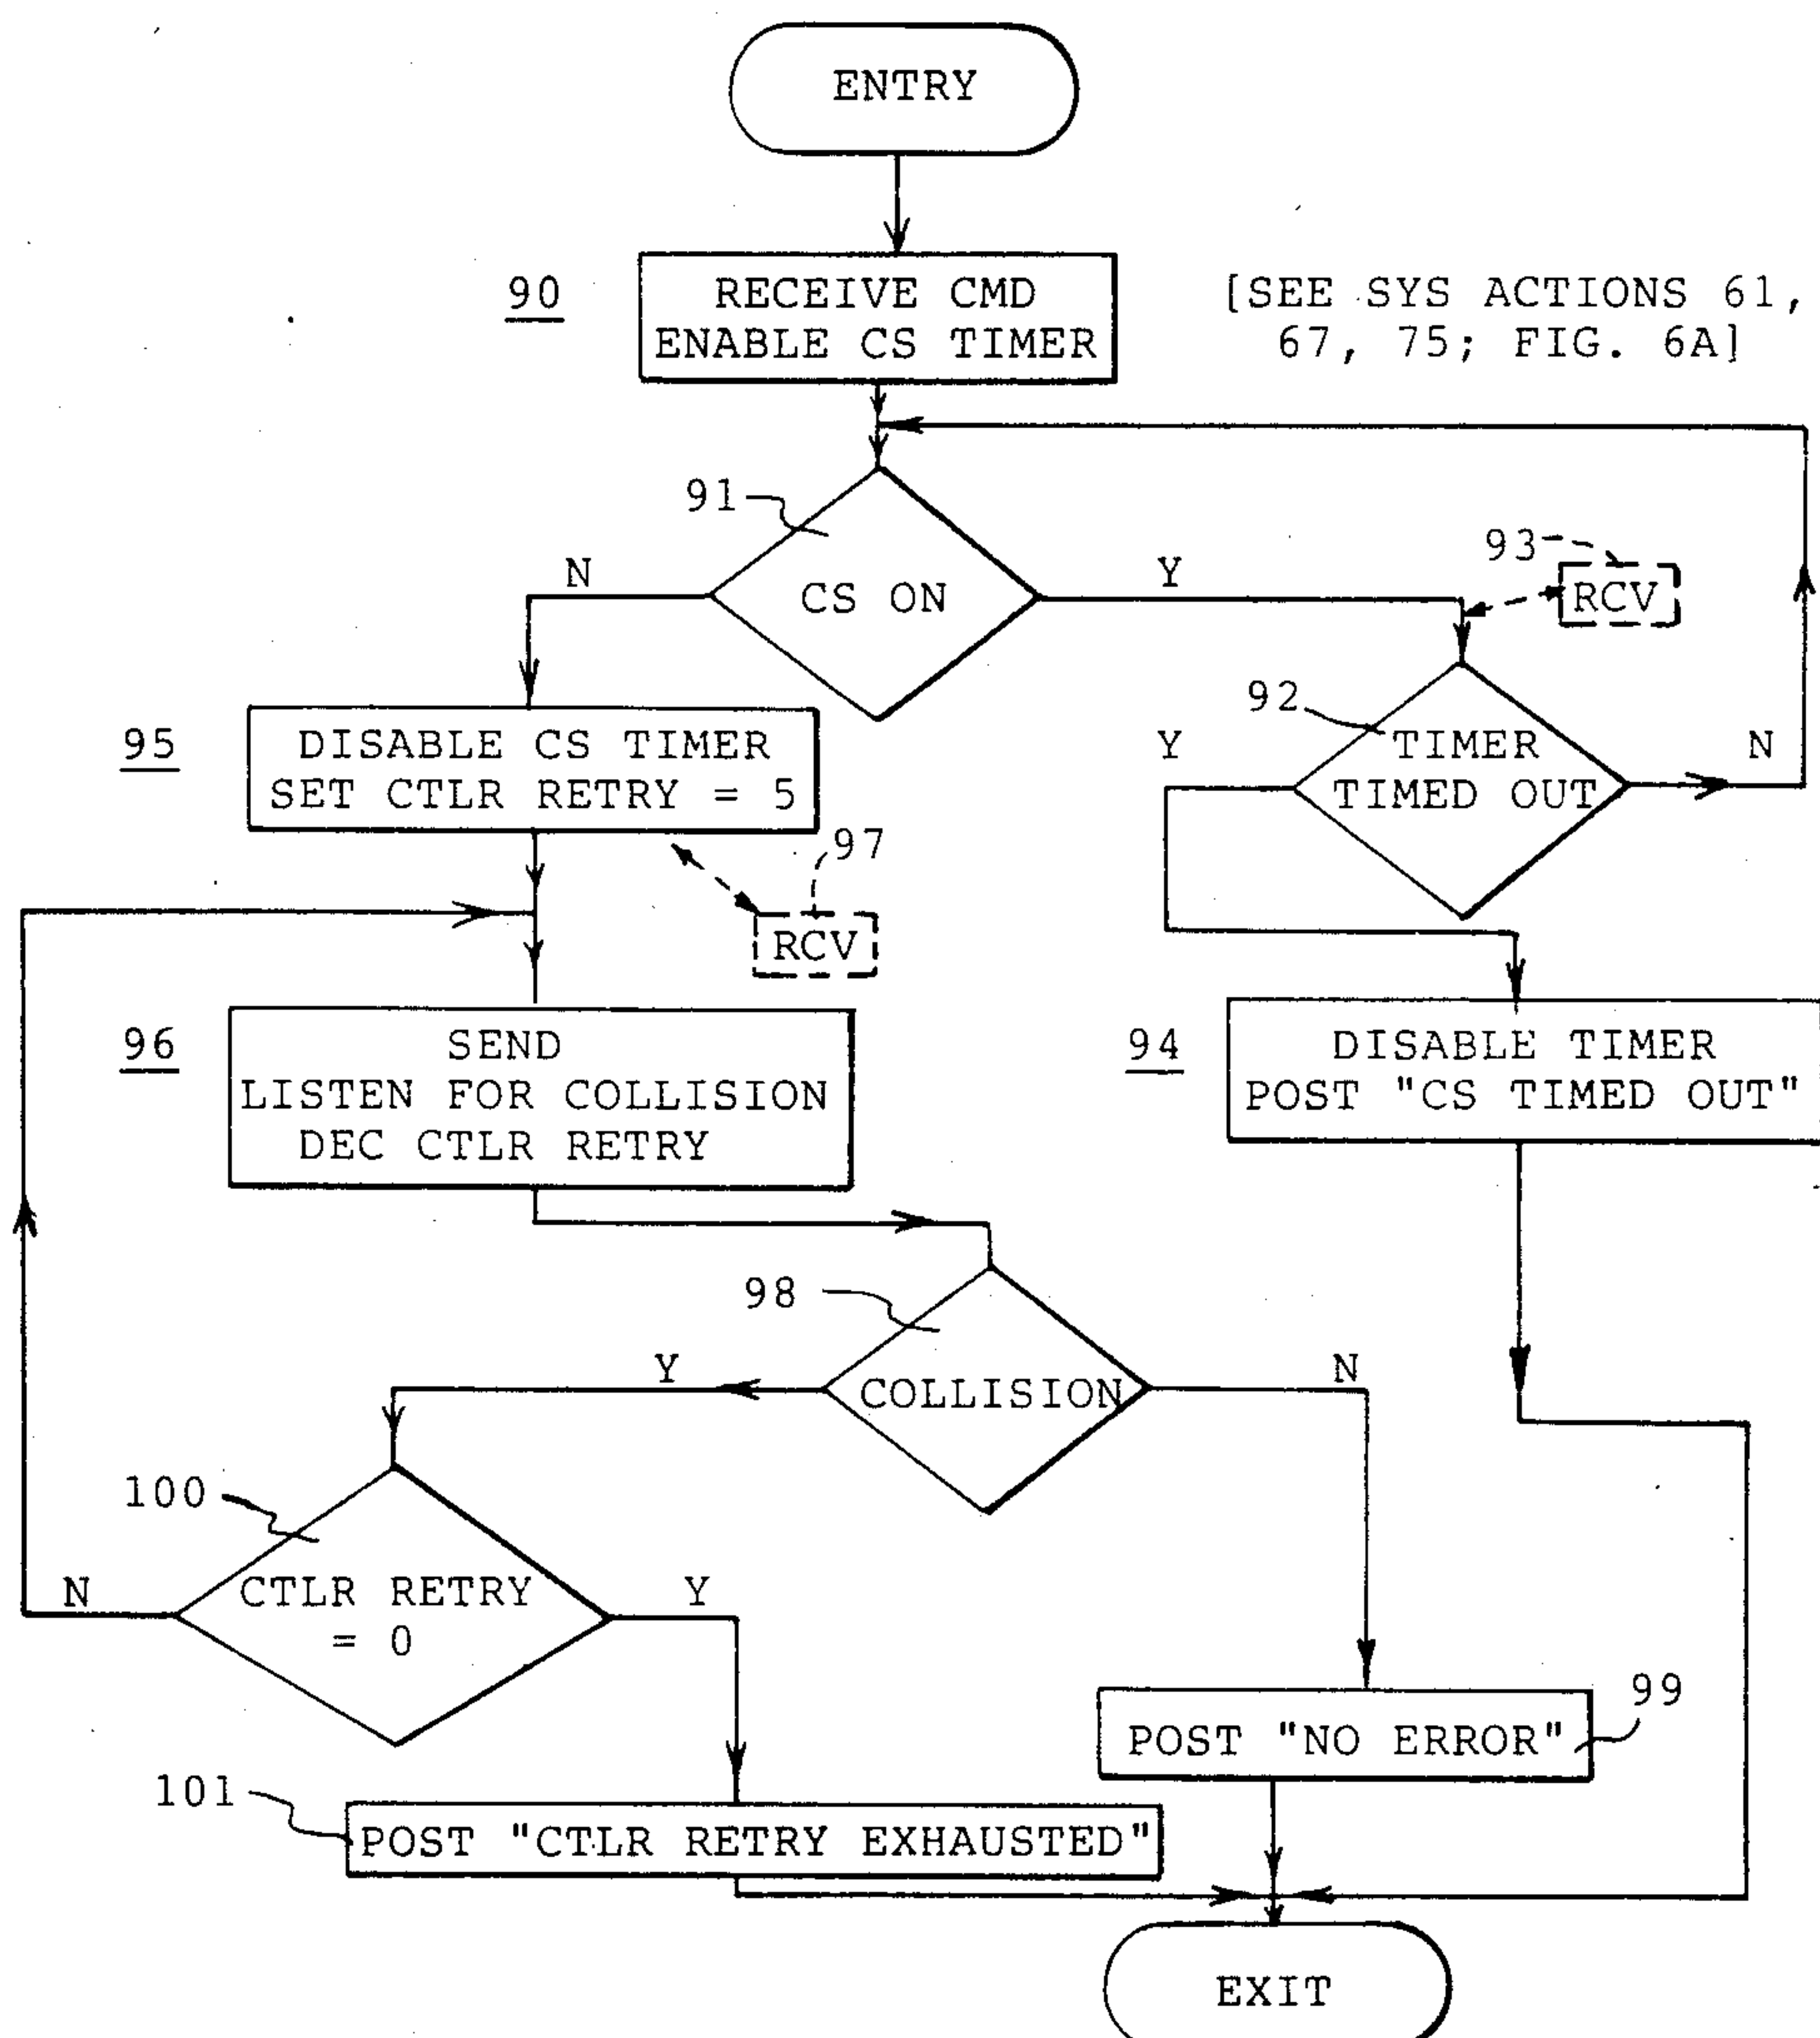 ENTRY
90
RECEIVE CMD
ENABLE CS TIMER
[SEE SYS ACTIONS 61,
67, 75; FIG. 6A]
91
CS ON
N
Y
93
RCV
92
TIMER
TIMED OUT
Y
N
95
DISABLE CS TIMER
SET CTLR RETRY = 5
97
RCV
96
SEND
LISTEN FOR COLLISION
DEC CTLR RETRY
94
DISABLE TIMER
POST "CS TIMED OUT"
98
COLLISION
Y
N
100
CTLR RETRY
= 0
N
Y
99
POST "NO ERROR"
101
POST "CTLR RETRY EXHAUSTED"
EXIT